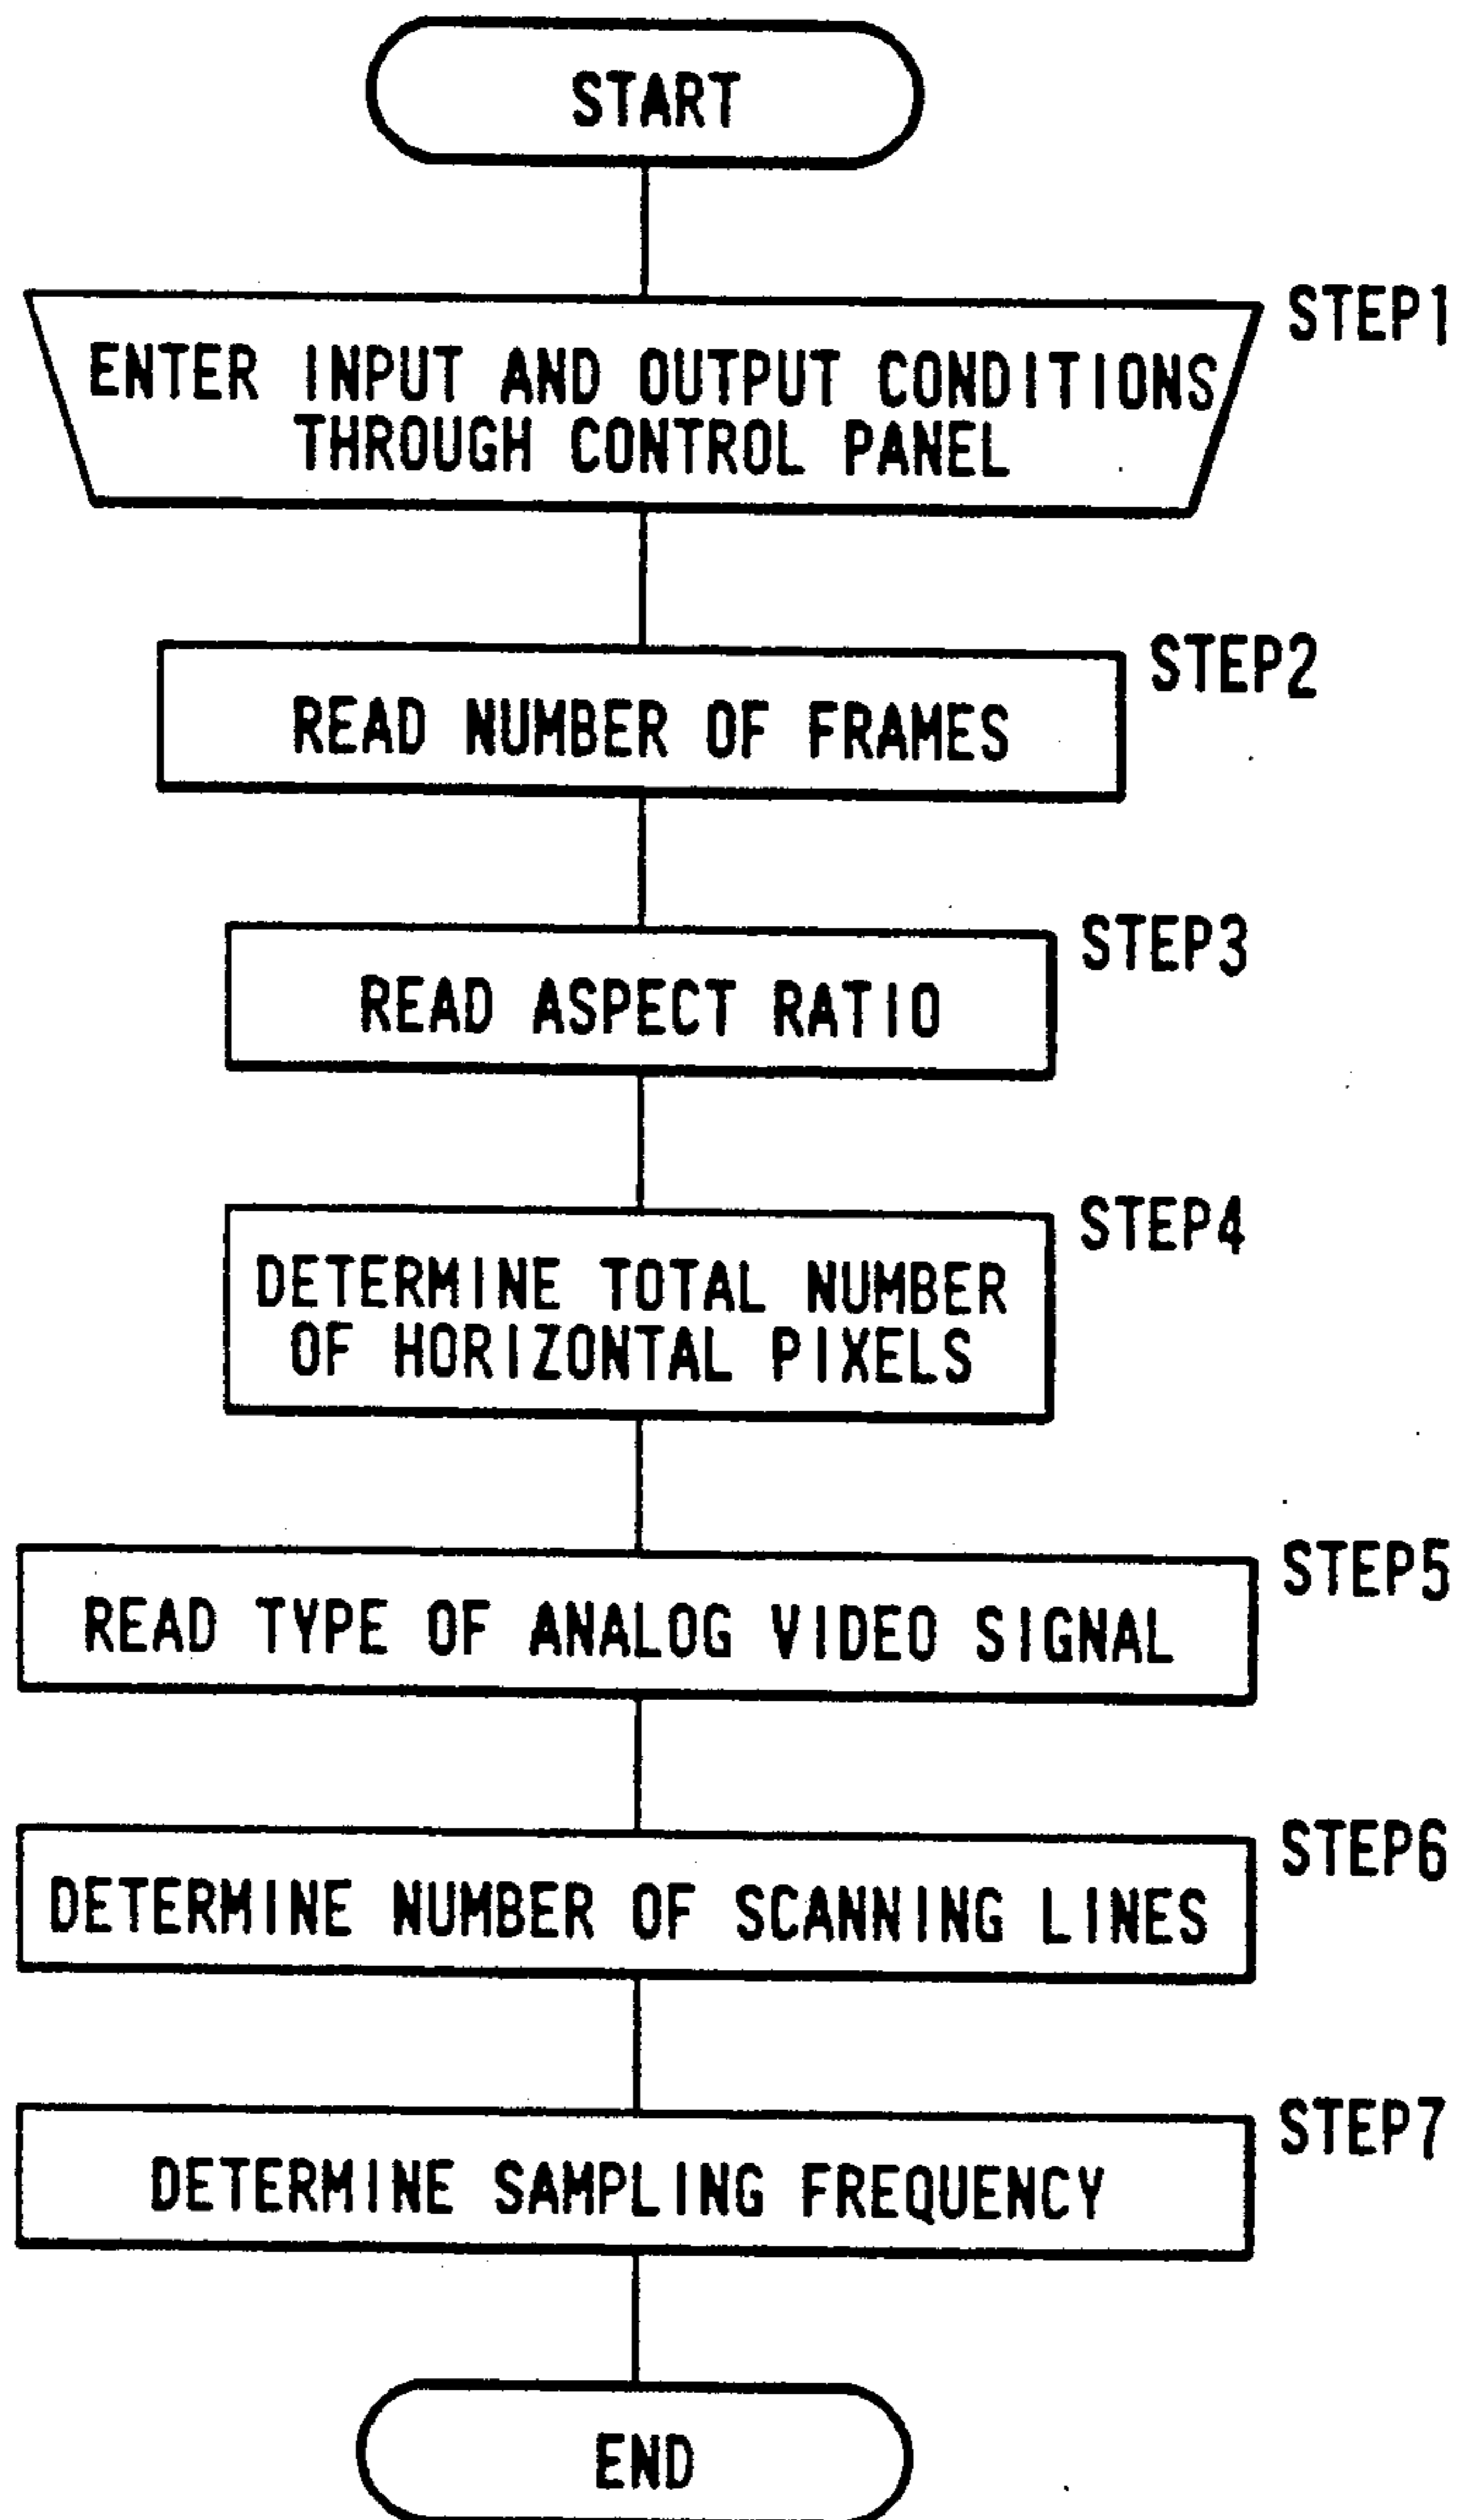 START
STEP1
ENTER INPUT AND OUTPUT CONDITIONS
THROUGH CONTROL PANEL
STEP2
READ NUMBER OF FRAMES
STEP3
READ ASPECT RATIO
STEP4
DETERMINE TOTAL NUMBER
OF HORIZONTAL PIXELS
STEP5
READ TYPE OF ANALOG VIDEO SIGNAL
STEP6
DETERMINE NUMBER OF SCANNING LINES
STEP7
DETERMINE SAMPLING FREQUENCY
END